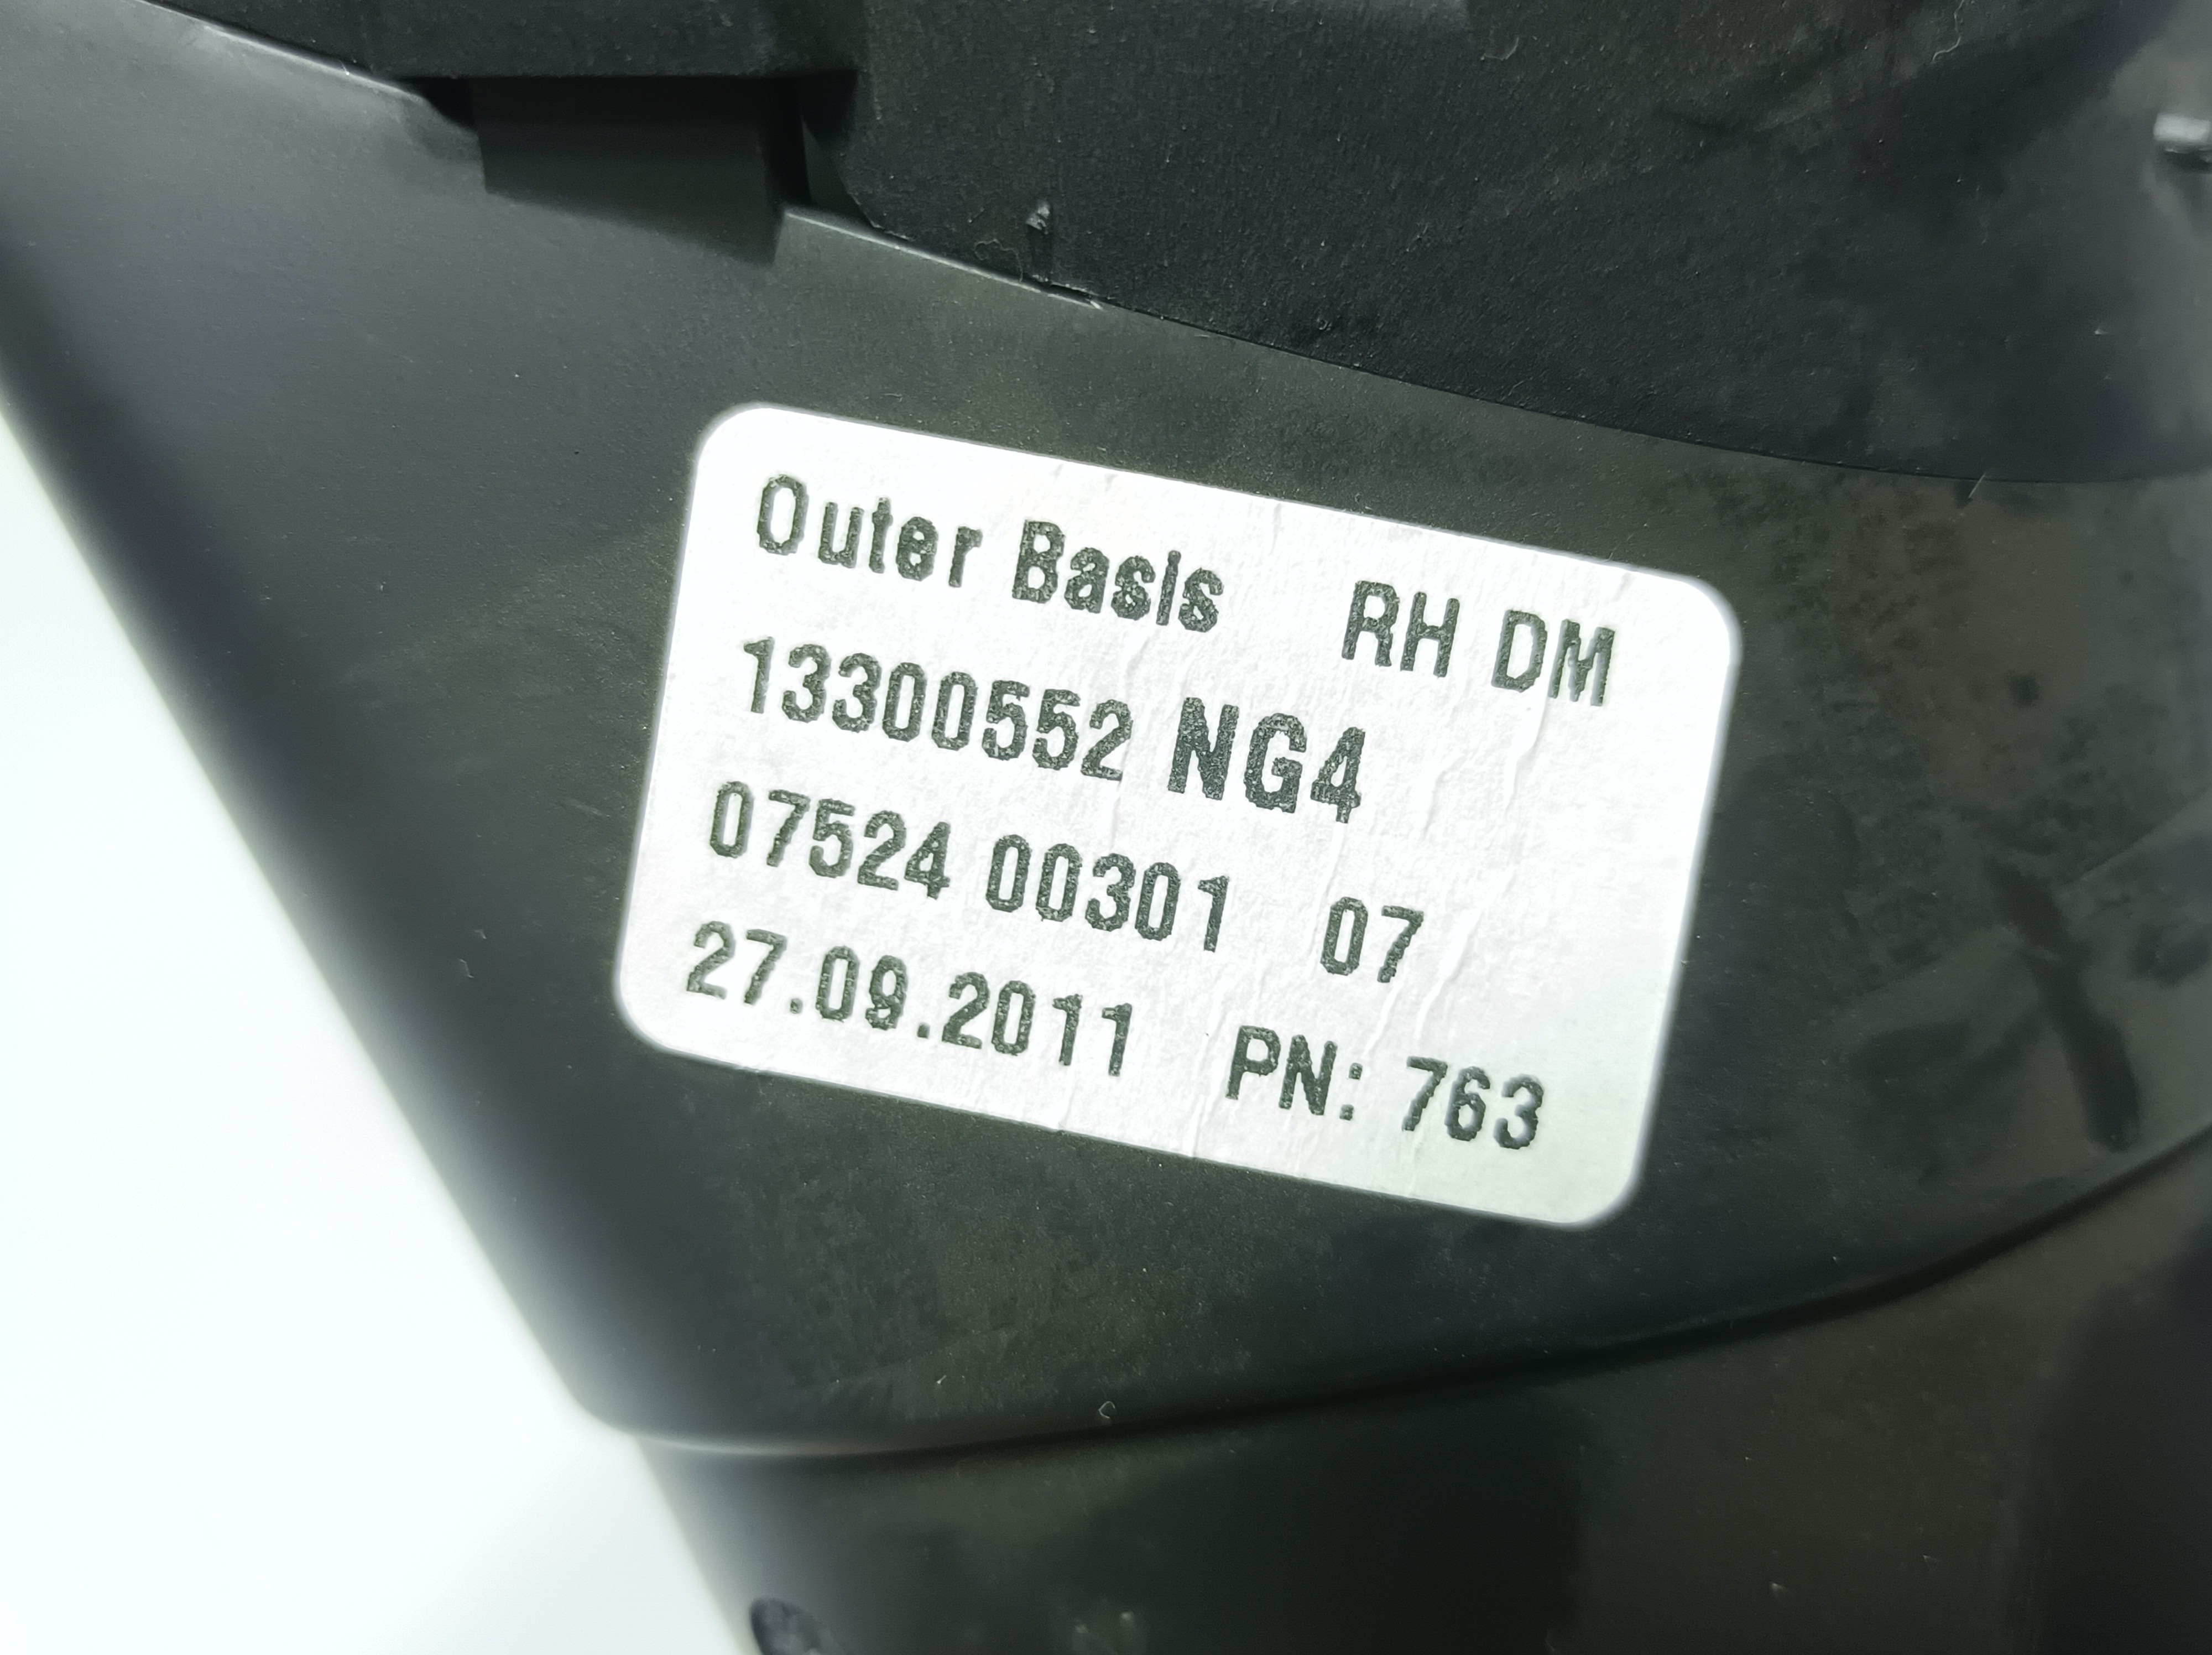 Outer Basis RH DM
13300552 NG4
07524 00301 07
27.09.2011 PN: 763